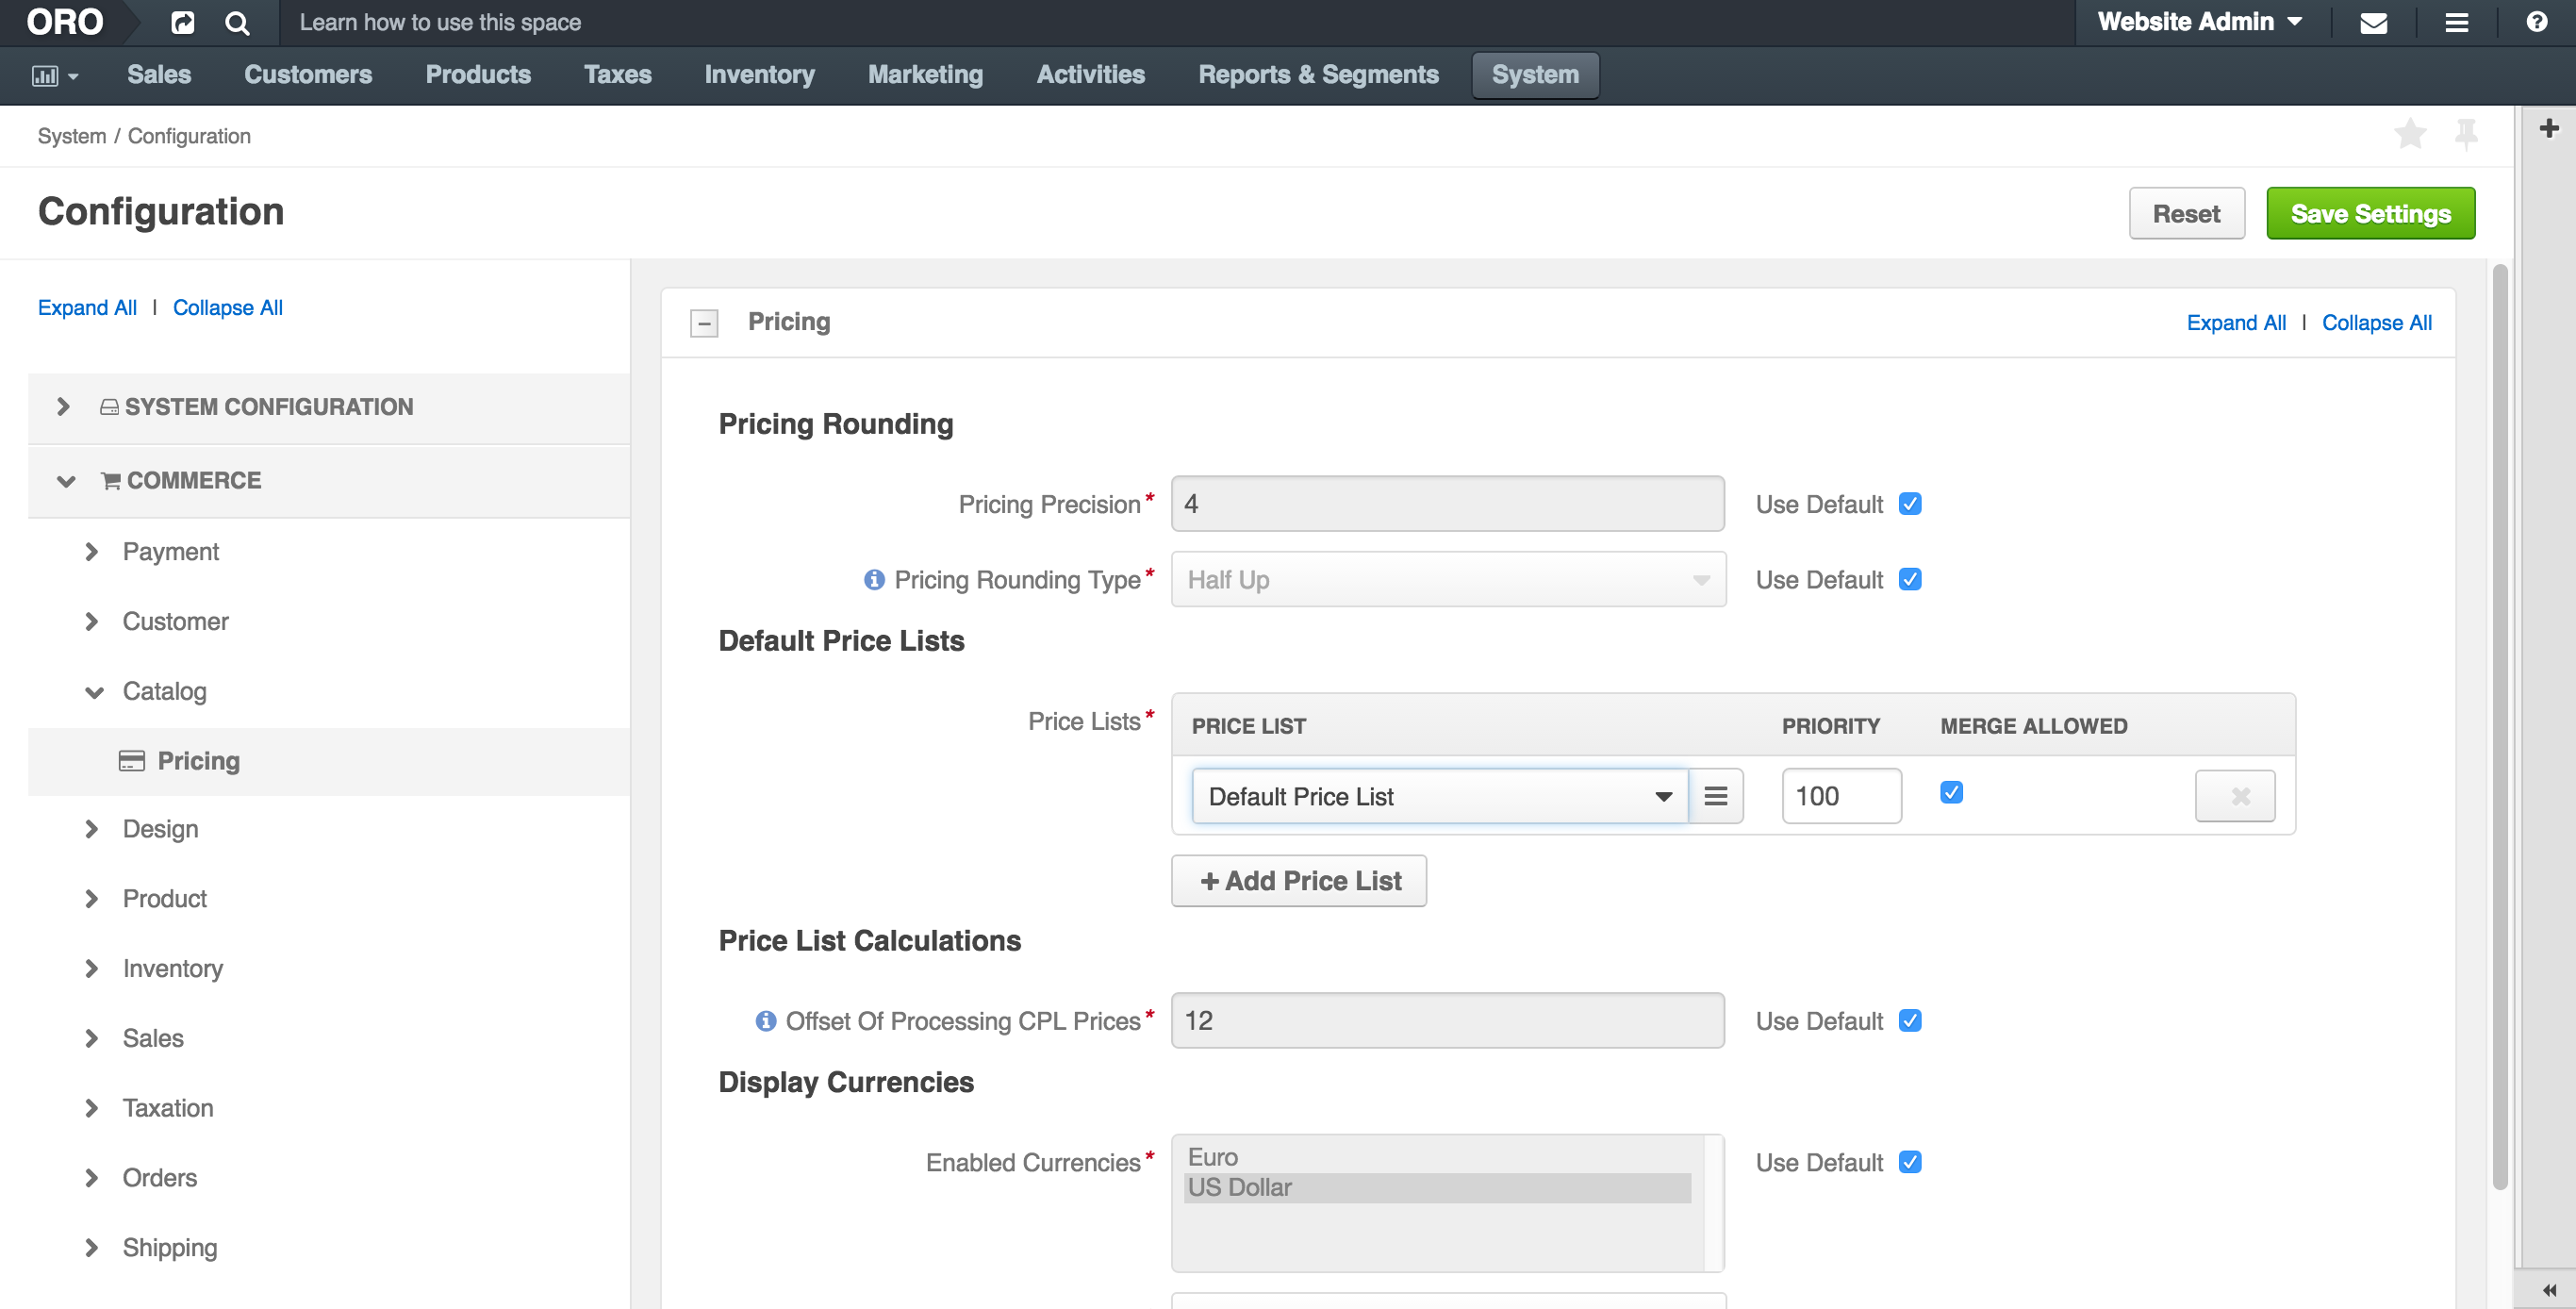 ORO Learn how to use this space Website Admin
Sales Customers Products Taxes Inventory Marketing Activities Reports & Segments System
System / Configuration
Configuration Reset Save Settings
Expand All | Collapse All
SYSTEM CONFIGURATION
COMMERCE
Payment
Customer
Catalog
Pricing
Design
Product
Inventory
Sales
Taxation
Orders
Shipping
Pricing Expand All | Collapse All
Pricing Rounding
Pricing Precision* 4 Use Default
Pricing Rounding Type* Half Up Use Default
Default Price Lists
Price Lists* PRICE LIST PRIORITY MERGE ALLOWED
Default Price List 100
+ Add Price List
Price List Calculations
Offset Of Processing CPL Prices* 12 Use Default
Display Currencies
Enabled Currencies* Euro Use Default
US Dollar